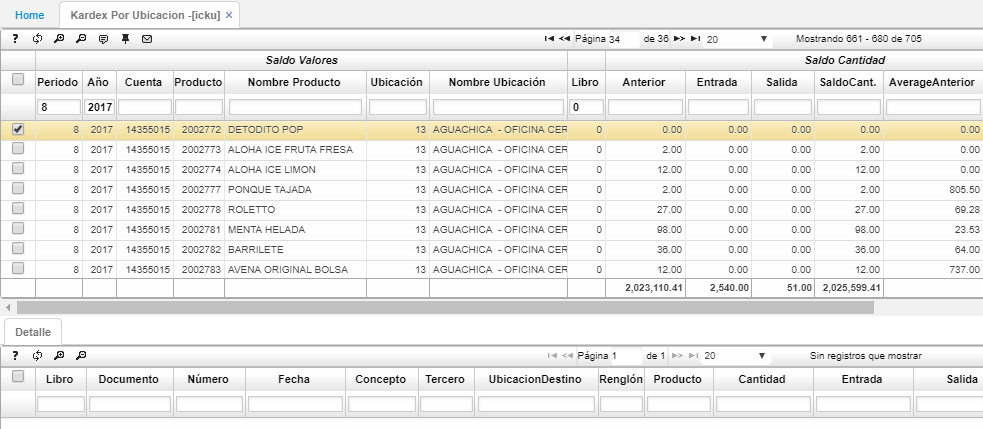 Home Kardex Por Ubicacion -[icku] ×
? Página 34 de 36 20 ▼ Mostrando 661 - 680 de 705
Saldo Valores Saldo Cantidad
Periodo Año Cuenta Producto Nombre Producto Ubicación Nombre Ubicación Libro Anterior Entrada Salida SaldoCant. AverageAnterior
8 2017 0
8 2017 14355015 2002772 DETODITO POP 13 AGUACHICA - OFICINA CER 0 0.00 0.00 0.00 0.00 0.00
8 2017 14355015 2002773 ALOHA ICE FRUTA FRESA 13 AGUACHICA - OFICINA CER 0 2.00 0.00 0.00 2.00 0.00
8 2017 14355015 2002774 ALOHA ICE LIMON 13 AGUACHICA - OFICINA CER 0 12.00 0.00 0.00 12.00 0.00
8 2017 14355015 2002777 PONQUE TAJADA 13 AGUACHICA - OFICINA CER 0 2.00 0.00 0.00 2.00 805.50
8 2017 14355015 2002778 ROLETTO 13 AGUACHICA - OFICINA CER 0 27.00 0.00 0.00 27.00 69.28
8 2017 14355015 2002781 MENTA HELADA 13 AGUACHICA - OFICINA CER 0 98.00 0.00 0.00 98.00 23.53
8 2017 14355015 2002782 BARRILETE 13 AGUACHICA - OFICINA CER 0 36.00 0.00 0.00 36.00 64.00
8 2017 14355015 2002783 AVENA ORIGINAL BOLSA 13 AGUACHICA - OFICINA CER 0 12.00 0.00 0.00 12.00 737.00
2,023,110.41 2,540.00 51.00 2,025,599.41
Detalle
? Página 1 de 1 20 ▼ Sin registros que mostrar
Libro Documento Número Fecha Concepto Tercero UbicacionDestino Renglón Producto Cantidad Entrada Salida